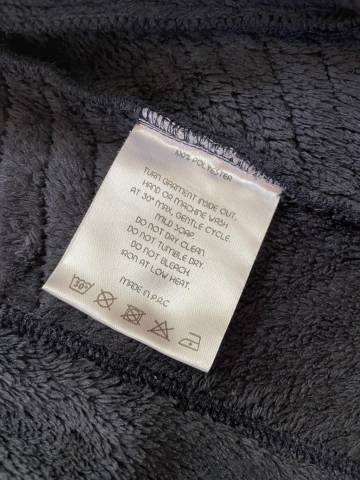 100% POLYESTER
TURN GARMENT INSIDE OUT,
HAND OR MACHINE WASH
AT 30° MAX, GENTLE CYCLE.
MILD SOAP.
DO NOT DRY CLEAN.
DO NOT TUMBLE DRY.
DO NOT BLEACH.
IRON AT LOW HEAT.
MADE IN P.R.C
30°